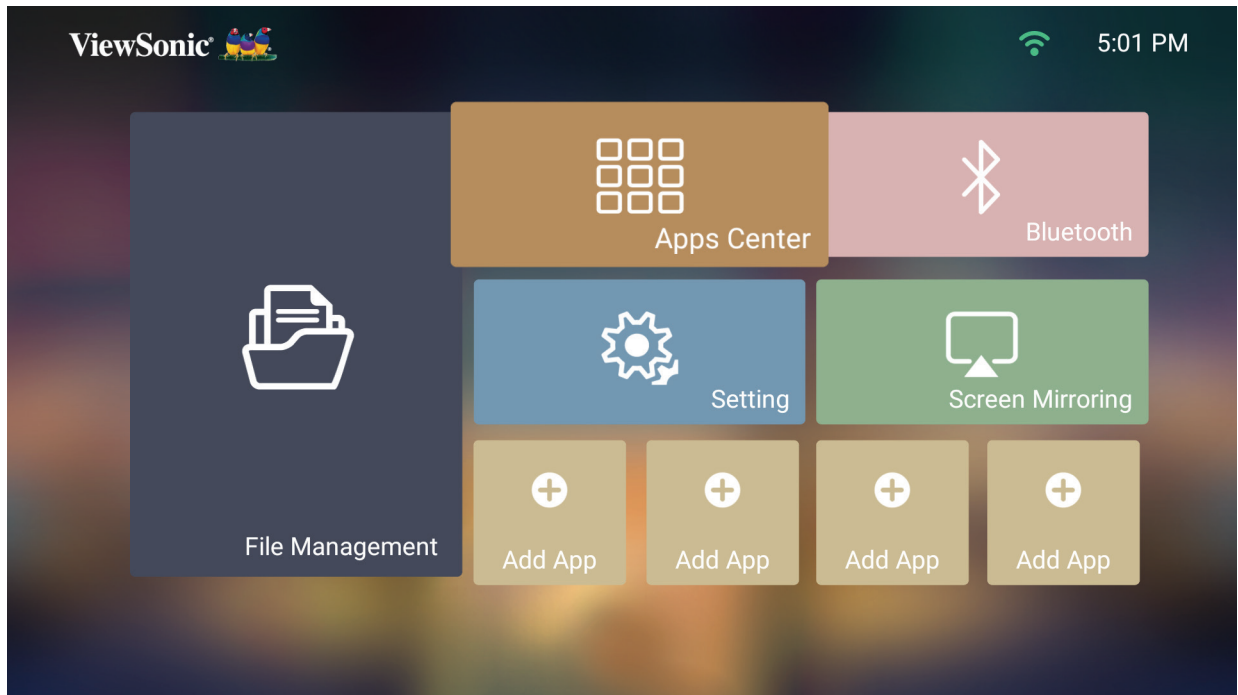 ViewSonic®
5:01 PM
Apps Center
Bluetooth
Setting
Screen Mirroring
File Management
Add App
Add App
Add App
Add App